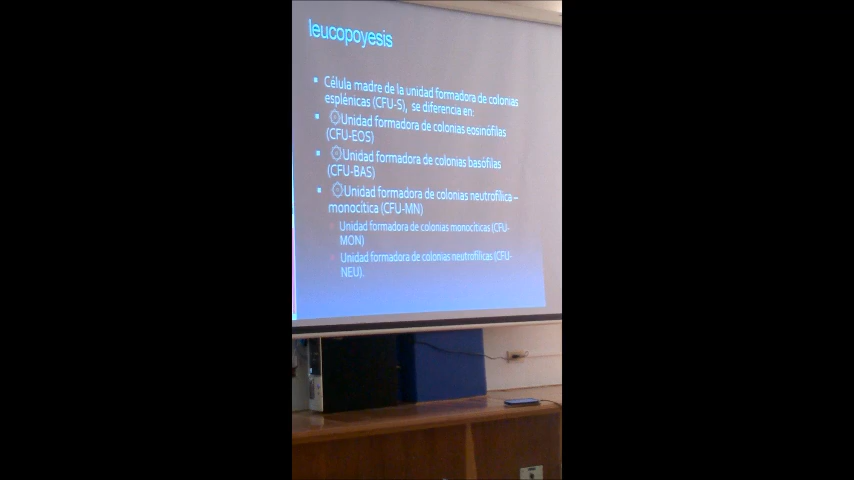 leucopoyesis
Célula madre de la unidad formadora de colonias
esplénicas (CFU-S), se diferencia en:
Unidad formadora de colonias eosinófilas
(CFU-EOS)
Unidad formadora de colonias basófilas
(CFU-BAS)
Unidad formadora de colonias neutrofílica –
monocítica (CFU-MN)
Unidad formadora de colonias monocíticas (CFU-
MON)
Unidad formadora de colonias neutrofílicas (CFU-
NEU).